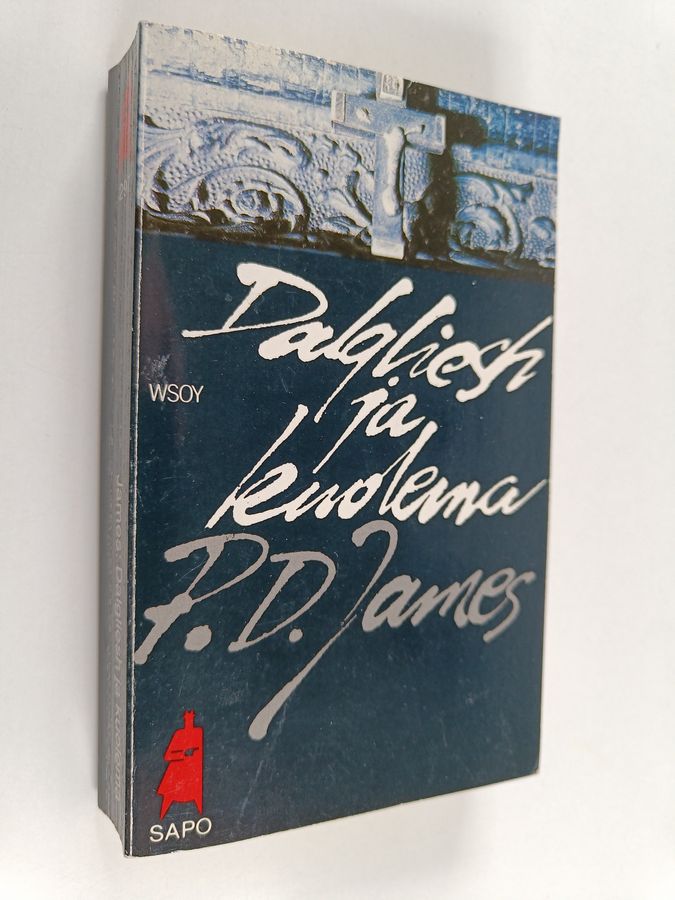 Dalgliesh
ja
kuolema
P.D. James
WSOY
SAPO
James: Dalgliesh ja kuolema